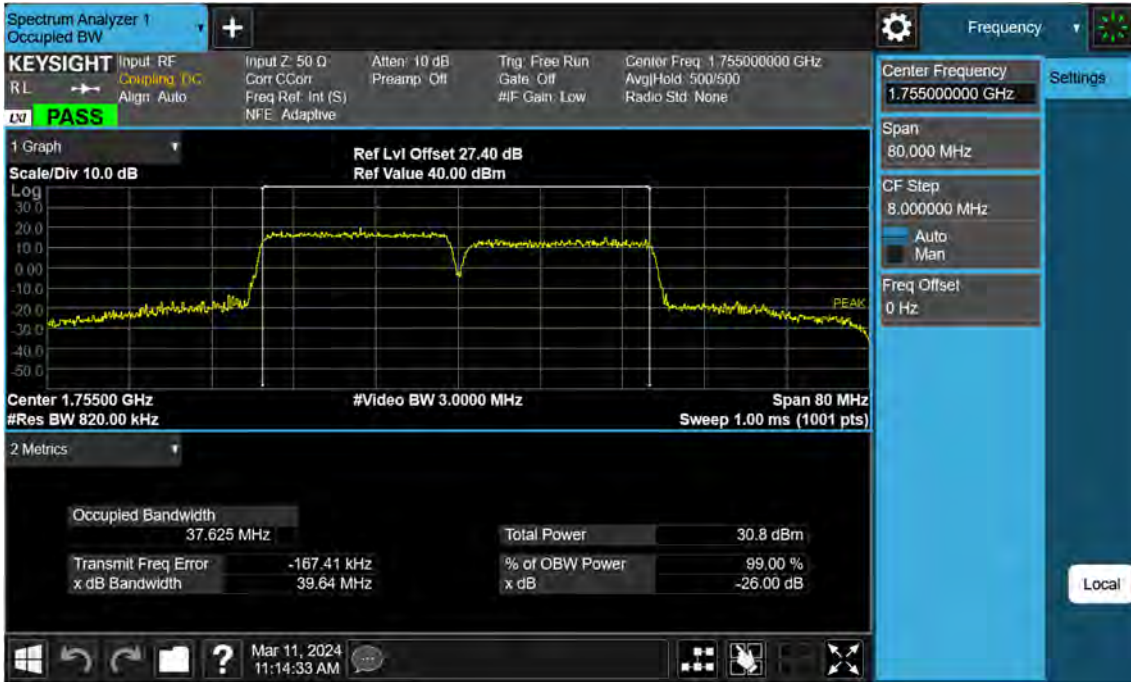 Spectrum Analyzer 1
Occupied BW
Frequency
KEYSIGHT
R L
LXI
PASS
Input: RF
Coupling: DC
Align: Auto
Input Z: 50 Ω
Corr CCorr
Freq Ref: Int (S)
NFE: Adaptive
Atten: 10 dB
Preamp: Off
Trig: Free Run
Gate: Off
#IF Gain: Low
Center Freq: 1.755000000 GHz
Avg|Hold: 500/500
Radio Std: None
1 Graph
Scale/Div 10.0 dB
Ref Lvl Offset 27.40 dB
Ref Value 40.00 dBm
Log
30.0
20.0
10.0
0.00
-10.0
-20.0
-30.0
-40.0
-50.0
PEAK
Center 1.75500 GHz
#Video BW 3.0000 MHz
Span 80 MHz
#Res BW 820.00 kHz
Sweep 1.00 ms (1001 pts)
2 Metrics
Occupied Bandwidth
37.625 MHz
Total Power 30.8 dBm
Transmit Freq Error -167.41 kHz
% of OBW Power 99.00 %
x dB Bandwidth 39.64 MHz
x dB -26.00 dB
Mar 11, 2024
11:14:33 AM
Center Frequency
1.755000000 GHz
Settings
Span
80.000 MHz
CF Step
8.000000 MHz
Auto
Man
Freq Offset
0 Hz
Local